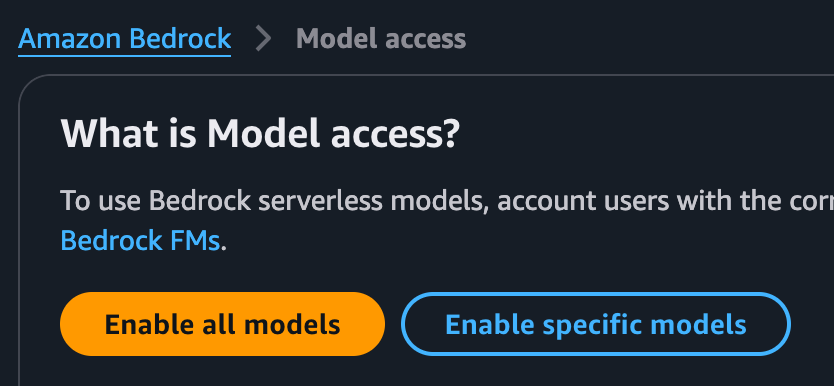 Amazon Bedrock > Model access
What is Model access?
To use Bedrock serverless models, account users with the
Bedrock FMs.
Enable all models
Enable specific models